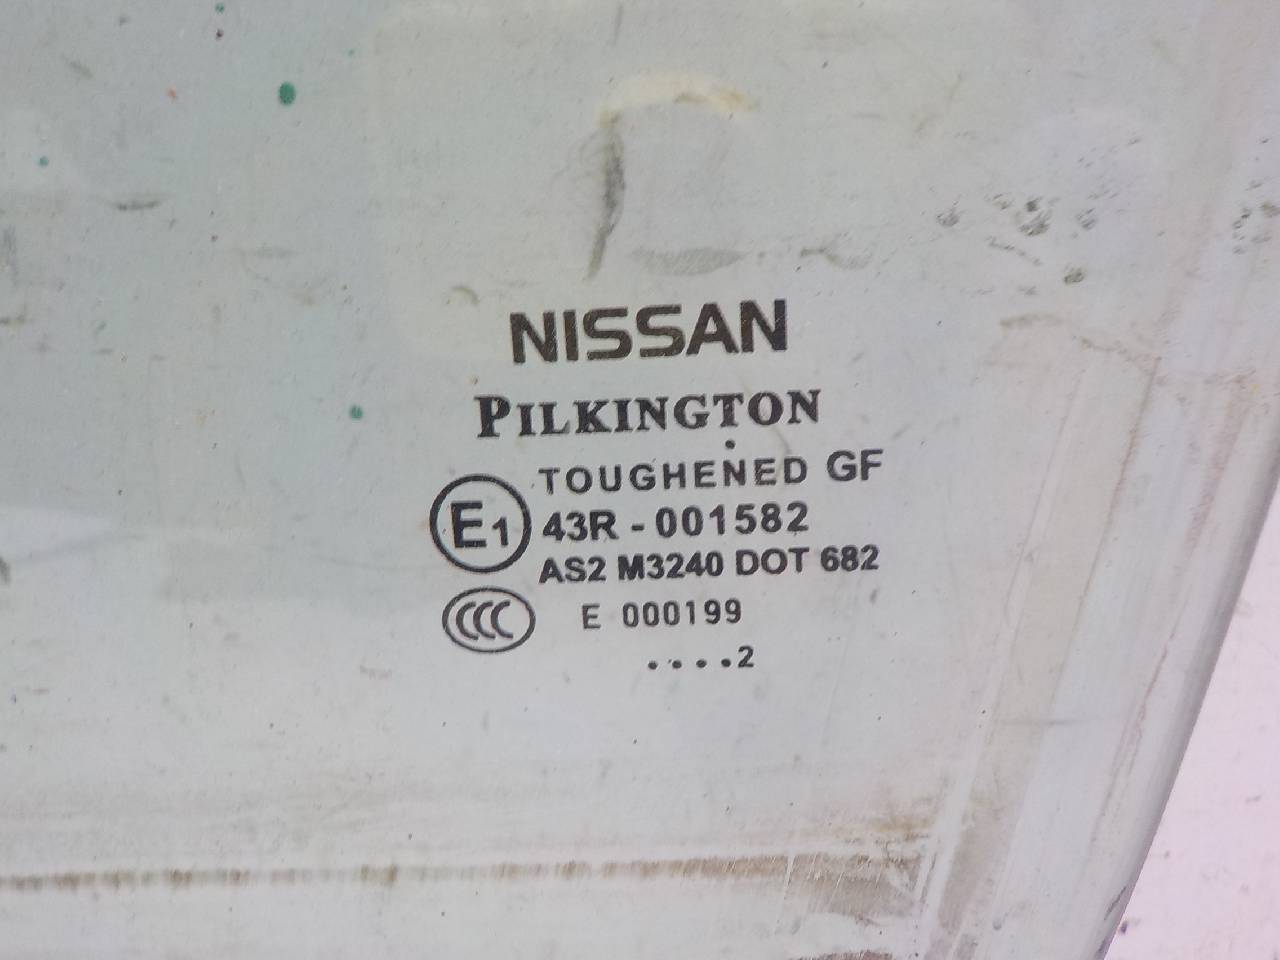 NISSAN
PILKINGTON
TOUGHENED GF
E1 43R - 001582
AS2 M3240 DOT 682
CCC E 000199
....2